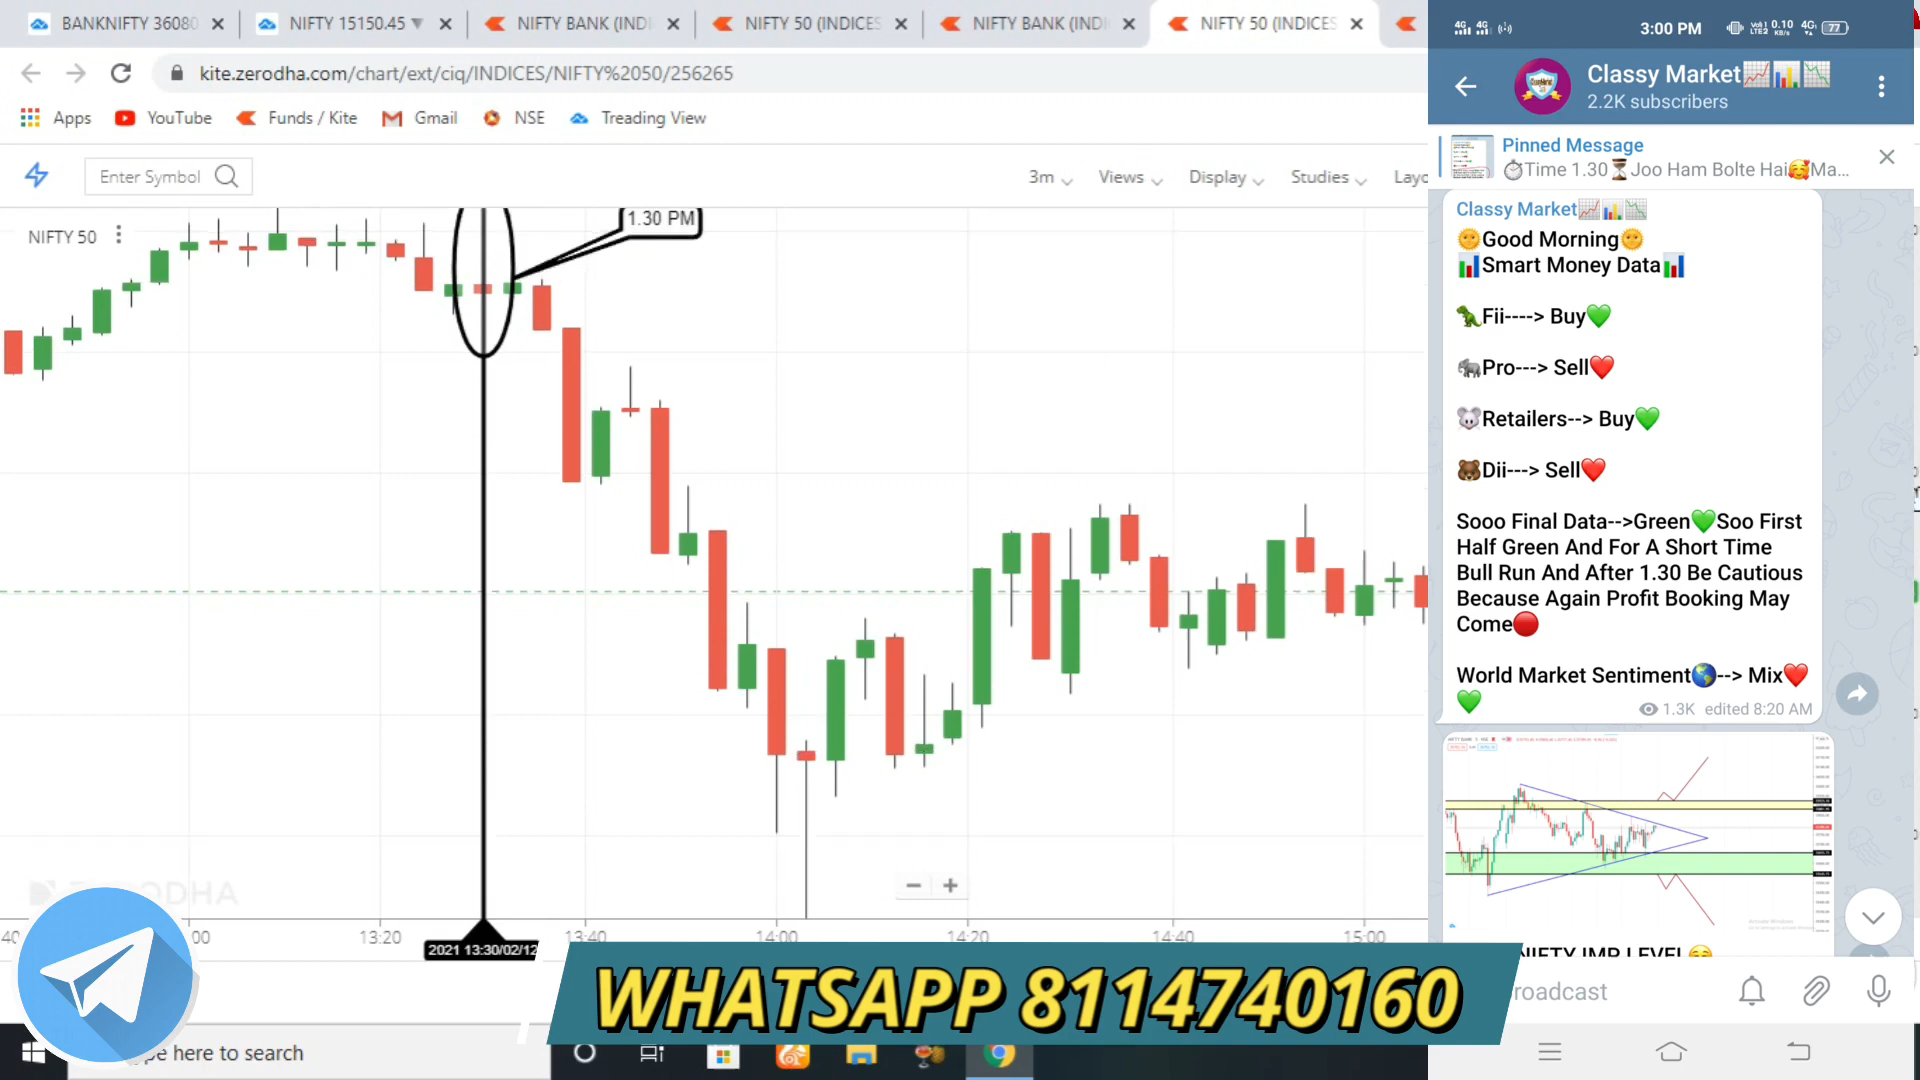 BANKNIFTY 36080
NIFTY 15150.45
NIFTY BANK (INDI
NIFTY 50 (INDICES
NIFTY BANK (INDI
NIFTY 50 (INDICES
kite.zerodha.com/chart/ext/ciq/INDICES/NIFTY%2050/256265
Apps
YouTube
Funds / Kite
Gmail
NSE
Treading View
Enter Symbol
3m
Views
Display
Studies
Layo
NIFTY 50
1.30 PM
ZERODHA
13:20
2021 13:30/02/12
13:40
14:00
14:20
14:40
15:00
WHATSAPP 8114740160
pe here to search
3:00 PM
77
Classy Market
2.2K subscribers
Pinned Message
Time 1.30 Joo Ham Bolte Hai Ma...
Classy Market
Good Morning
Smart Money Data
Fii----> Buy
Pro---> Sell
Retailers--> Buy
Dii---> Sell
Sooo Final Data-->Green Soo First
Half Green And For A Short Time
Bull Run And After 1.30 Be Cautious
Because Again Profit Booking May
Come
World Market Sentiment --> Mix
1.3K edited 8:20 AM
NIFTY IMP LEVEL
roadcast